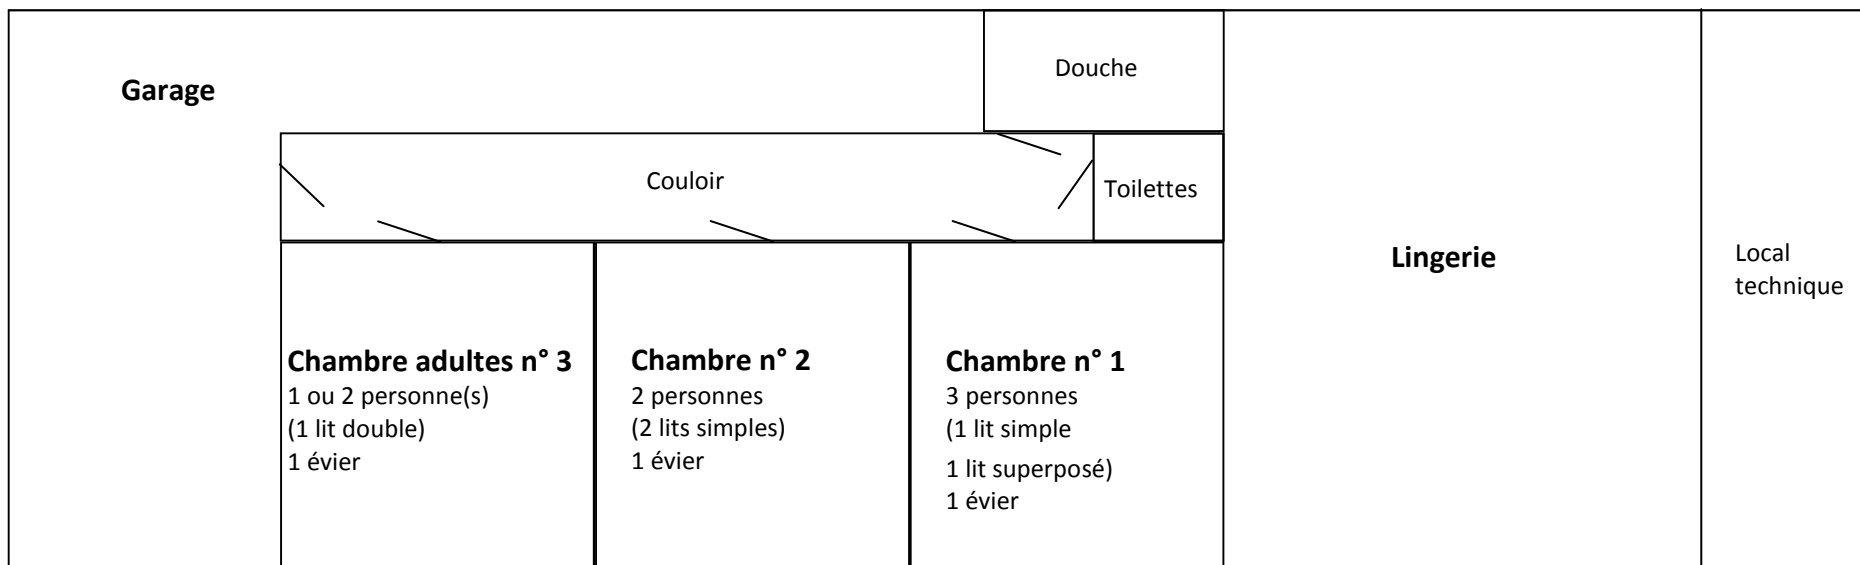 Douche
Garage
Couloir
Toilettes
Lingerie
Local
technique
Chambre adultes n° 3
1 ou 2 personne(s)
(1 lit double)
1 évier
Chambre n° 2
2 personnes
(2 lits simples)
1 évier
Chambre n° 1
3 personnes
(1 lit simple
1 lit superposé)
1 évier